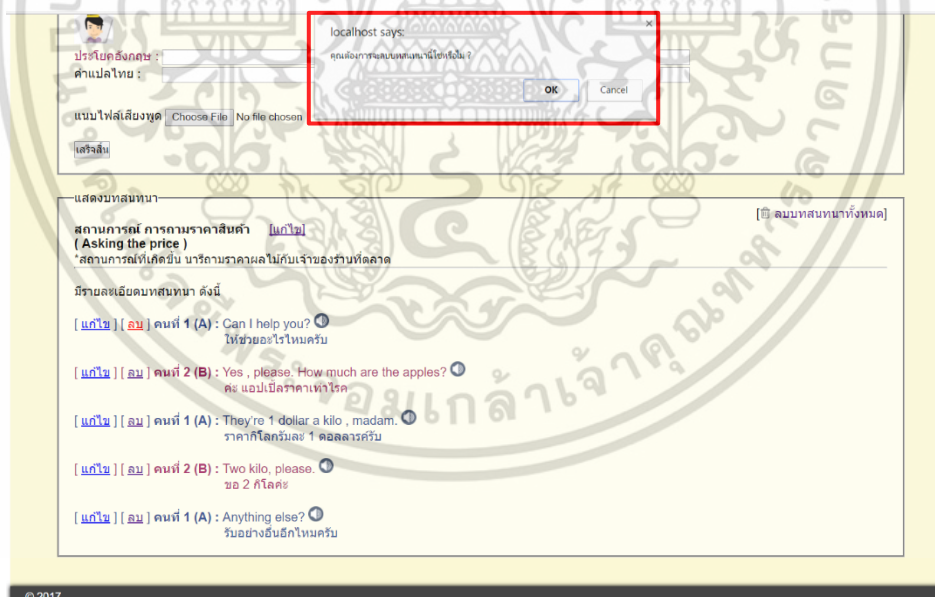 localhost says:
×
คุณต้องการจะลบบทสนทนานี้ใช่หรือไม่ ?
OK Cancel
ประโยคอังกฤษ :
คำแปลไทย :
แนบไฟล์เสียงพูด Choose File No file chosen
เสร็จสิ้น
แสดงบทสนทนา
[ ลบบทสนทนาทั้งหมด]
สถานการณ์ การถามราคาสินค้า [แก้ไข]
( Asking the price )
*สถานการณ์ที่เกิดขึ้น นารีถามราคาผลไม้กับเจ้าของร้านที่ตลาด
มีรายละเอียดบทสนทนา ดังนี้
[ แก้ไข ] [ ลบ ] คนที่ 1 (A) : Can I help you?
ให้ช่วยอะไรไหมครับ
[ แก้ไข ] [ ลบ ] คนที่ 2 (B) : Yes , please. How much are the apples?
ค่ะ แอปเปิ้ลราคาเท่าไรค
[ แก้ไข ] [ ลบ ] คนที่ 1 (A) : They're 1 dollar a kilo , madam.
ราคากิโลกรัมละ 1 ดอลลารค์รับ
[ แก้ไข ] [ ลบ ] คนที่ 2 (B) : Two kilo, please.
ขอ 2 กิโลค่ะ
[ แก้ไข ] [ ลบ ] คนที่ 1 (A) : Anything else?
รับอย่างอื่นอีกไหมครับ
© 2017